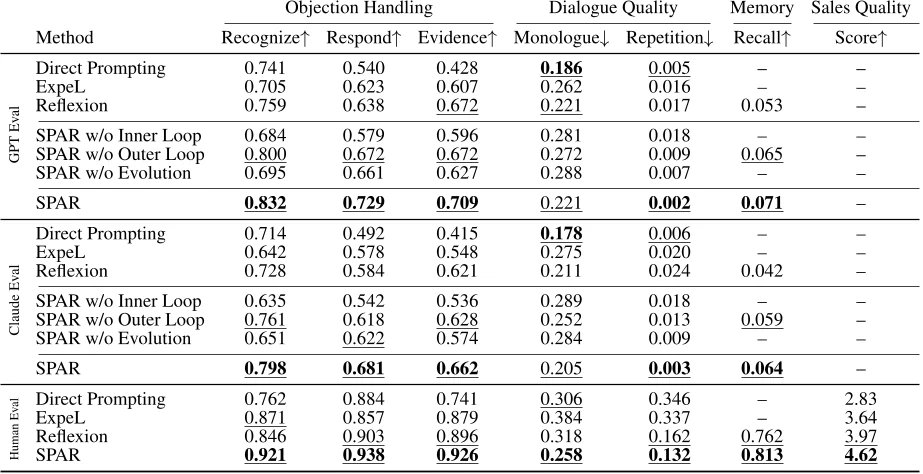 Objection Handling Dialogue Quality Memory Sales Quality
Method Recognize↑ Respond↑ Evidence↑ Monologue↓ Repetition↓ Recall↑ Score↑
GPT Eval
Direct Prompting 0.741 0.540 0.428 0.186 0.005 – –
ExpeL 0.705 0.623 0.607 0.262 0.016 – –
Reflexion 0.759 0.638 0.672 0.221 0.017 0.053 –
SPAR w/o Inner Loop 0.684 0.579 0.596 0.281 0.018 – –
SPAR w/o Outer Loop 0.800 0.672 0.672 0.272 0.009 0.065 –
SPAR w/o Evolution 0.695 0.661 0.627 0.288 0.007 – –
SPAR 0.832 0.729 0.709 0.221 0.002 0.071 –
Claude Eval
Direct Prompting 0.714 0.492 0.415 0.178 0.006 – –
ExpeL 0.642 0.578 0.548 0.275 0.020 – –
Reflexion 0.728 0.584 0.621 0.211 0.024 0.042 –
SPAR w/o Inner Loop 0.635 0.542 0.536 0.289 0.018 – –
SPAR w/o Outer Loop 0.761 0.618 0.628 0.252 0.013 0.059 –
SPAR w/o Evolution 0.651 0.622 0.574 0.284 0.009 – –
SPAR 0.798 0.681 0.662 0.205 0.003 0.064 –
Human Eval
Direct Prompting 0.762 0.884 0.741 0.306 0.346 – 2.83
ExpeL 0.871 0.857 0.879 0.384 0.337 – 3.64
Reflexion 0.846 0.903 0.896 0.318 0.162 0.762 3.97
SPAR 0.921 0.938 0.926 0.258 0.132 0.813 4.62